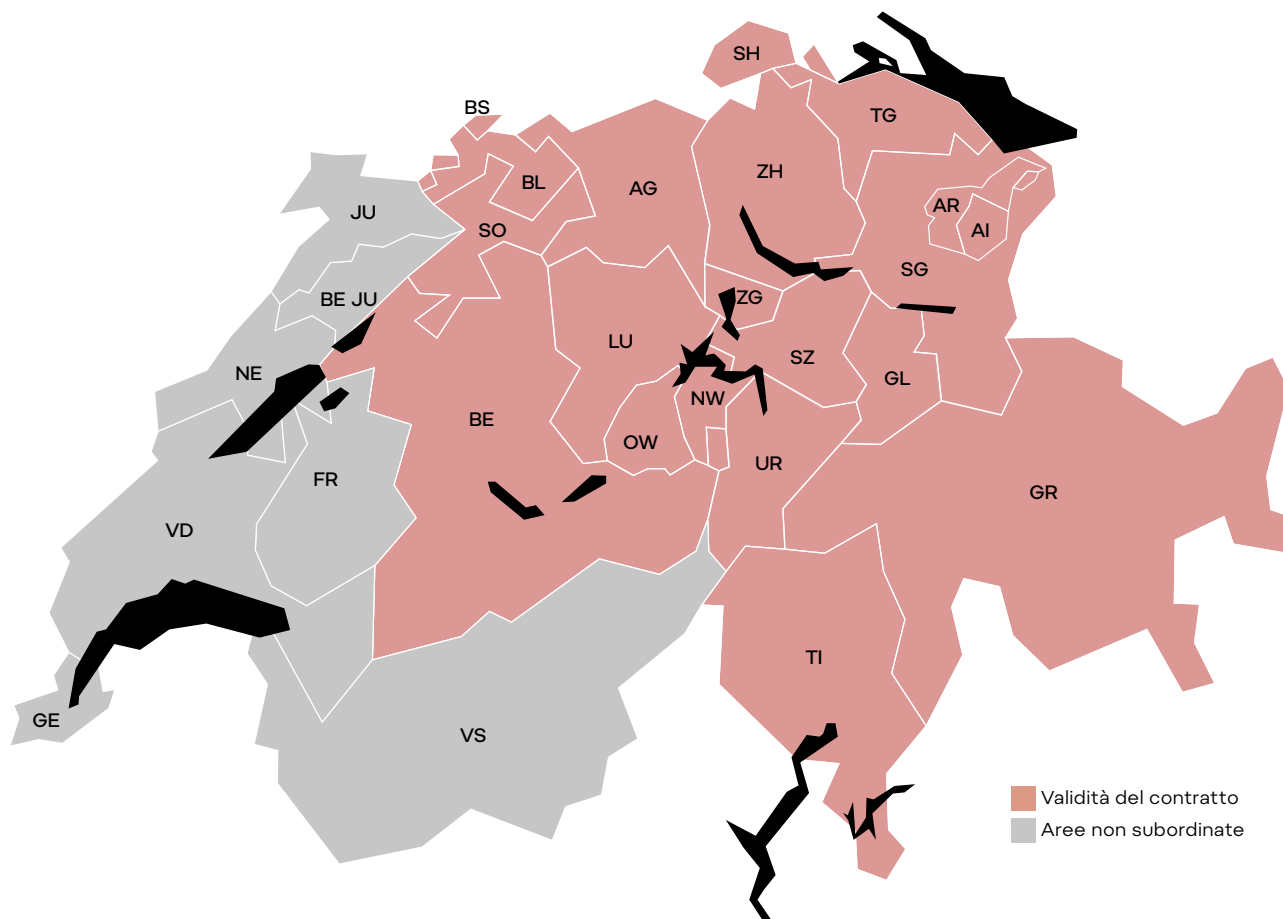 SH
BS
TG
ZH
BL
AG
JU
AR
SO
AI
SG
BE JU
ZG
LU
SZ
NE
GL
NW
BE
OW
UR
FR
GR
VD
TI
GE
VS
Validità del contratto
Aree non subordinate